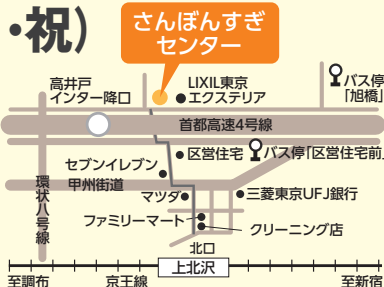 ・祝)
さんぼんすぎ
センター
高井戸
インター降口
LIXIL東京
エクステリア
バス停
「旭橋」
首都高速4号線
セブンイレブン
区営住宅
バス停「区営住宅前」
甲州街道
環状八号線
マツダ
三菱東京UFJ銀行
ファミリーマート
クリーニング店
北口
上北沢
至調布
京王線
至新宿